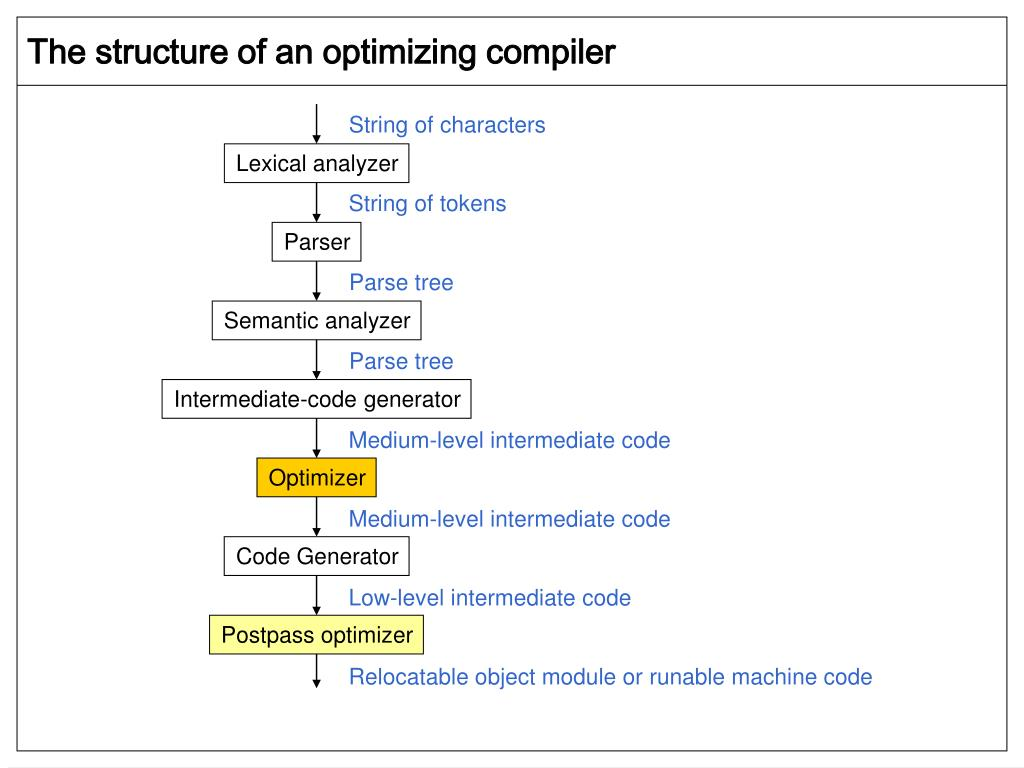 The structure of an optimizing compiler
String of characters
Lexical analyzer
String of tokens
Parser
Parse tree
Semantic analyzer
Parse tree
Intermediate-code generator
Medium-level intermediate code
Optimizer
Medium-level intermediate code
Code Generator
Low-level intermediate code
Postpass optimizer
Relocatable object module or runable machine code